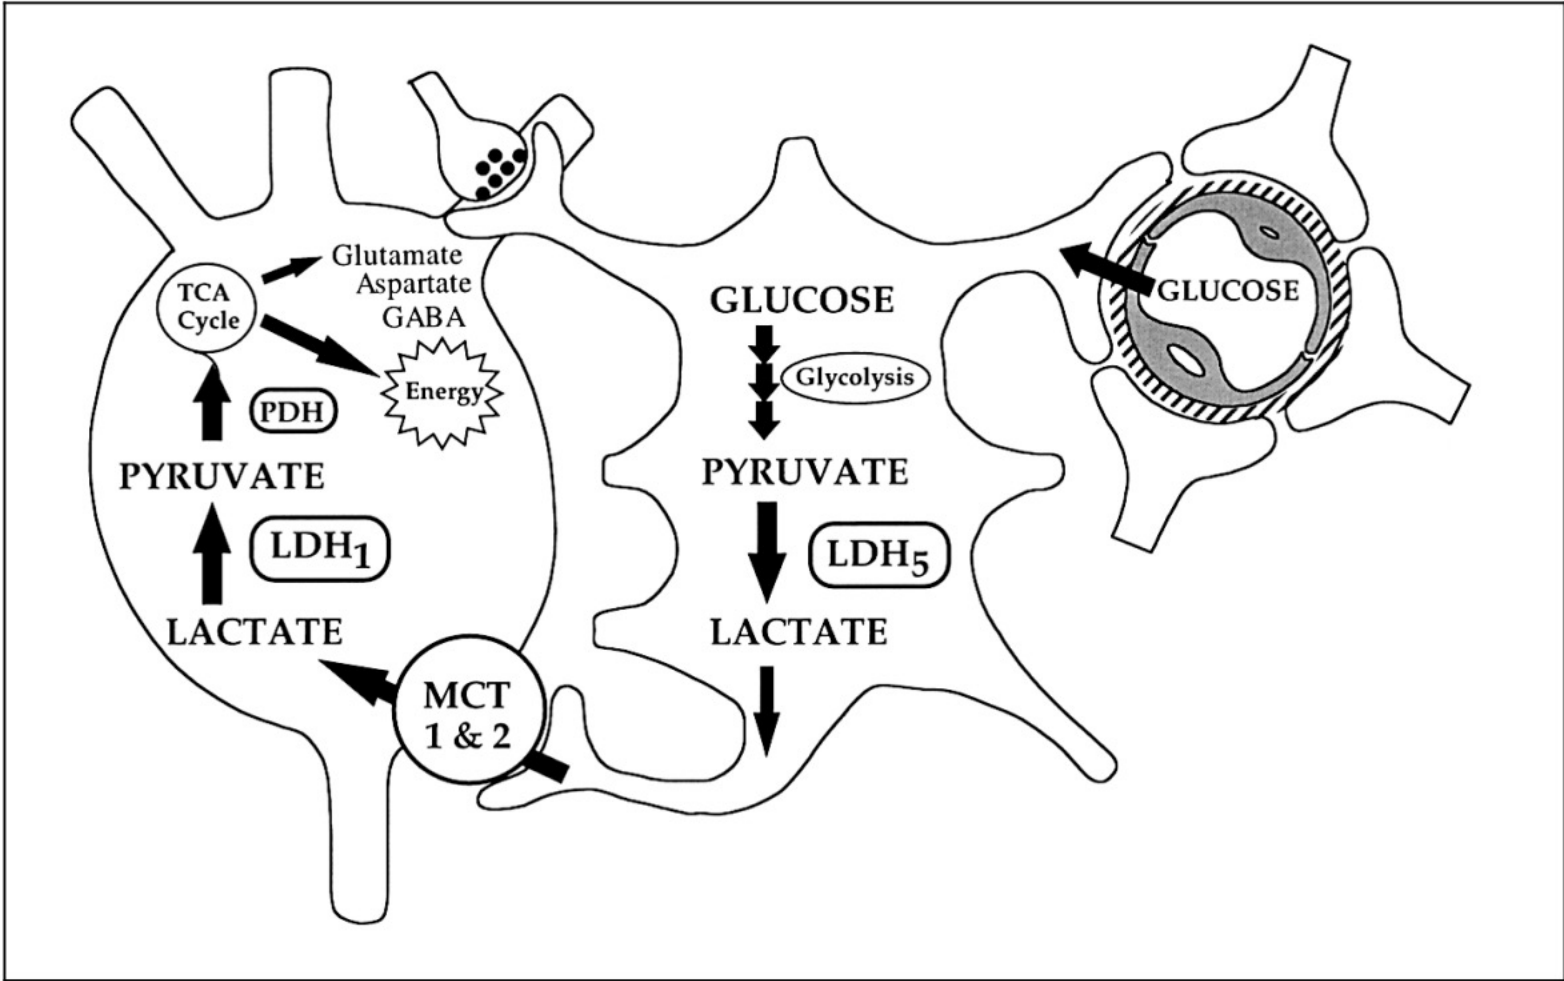 TCA
Cycle
Glutamate
Aspartate
GABA
Energy
PDH
PYRUVATE
LDH1
LACTATE
MCT
1 & 2
GLUCOSE
Glycolysis
PYRUVATE
LDH5
LACTATE
GLUCOSE